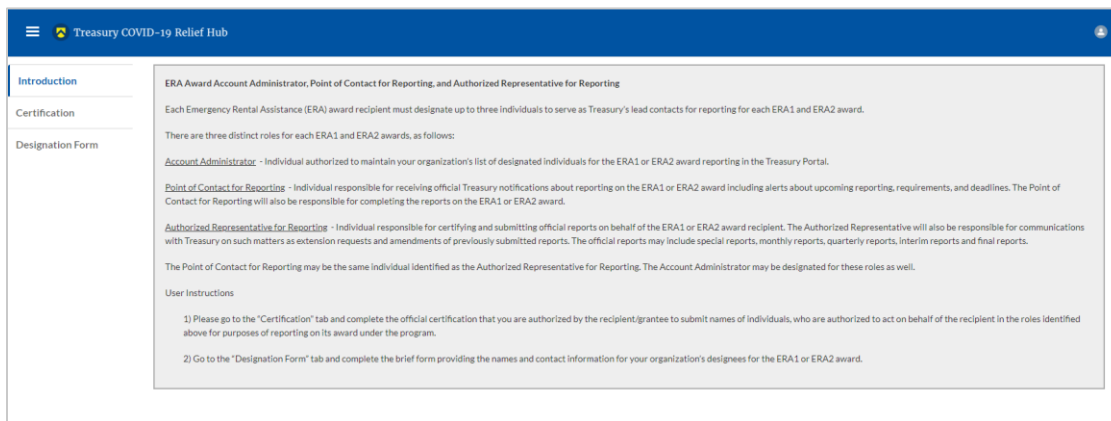 Treasury COVID-19 Relief Hub
Introduction
Certification
Designation Form
ERA Award Account Administrator, Point of Contact for Reporting, and Authorized Representative for Reporting
Each Emergency Rental Assistance (ERA) award recipient must designate up to three individuals to serve as Treasury's lead contacts for reporting for each ERA1 and ERA2 award.
There are three distinct roles for each ERA1 and ERA2 awards, as follows:
Account Administrator - Individual authorized to maintain your organization's list of designated individuals for the ERA1 or ERA2 award reporting in the Treasury Portal.
Point of Contact for Reporting - Individual responsible for receiving official Treasury notifications about reporting on the ERA1 or ERA2 award including alerts about upcoming reporting, requirements, and deadlines. The Point of
Contact for Reporting will also be responsible for completing the reports on the ERA1 or ERA2 award.
Authorized Representative for Reporting - Individual responsible for certifying and submitting official reports on behalf of the ERA1 or ERA2 award recipient. The Authorized Representative will also be responsible for communications
with Treasury on such matters as extension requests and amendments of previously submitted reports. The official reports may include special reports, monthly reports, quarterly reports, interim reports and final reports.
The Point of Contact for Reporting may be the same individual identified as the Authorized Representative for Reporting. The Account Administrator may be designated for these roles as well.
User Instructions
1) Please go to the "Certification" tab and complete the official certification that you are authorized by the recipient/grantee to submit names of individuals, who are authorized to act on behalf of the recipient in the roles identified
above for purposes of reporting on its award under the program.
2) Go to the "Designation Form" tab and complete the brief form providing the names and contact information for your organization's designees for the ERA1 or ERA2 award.